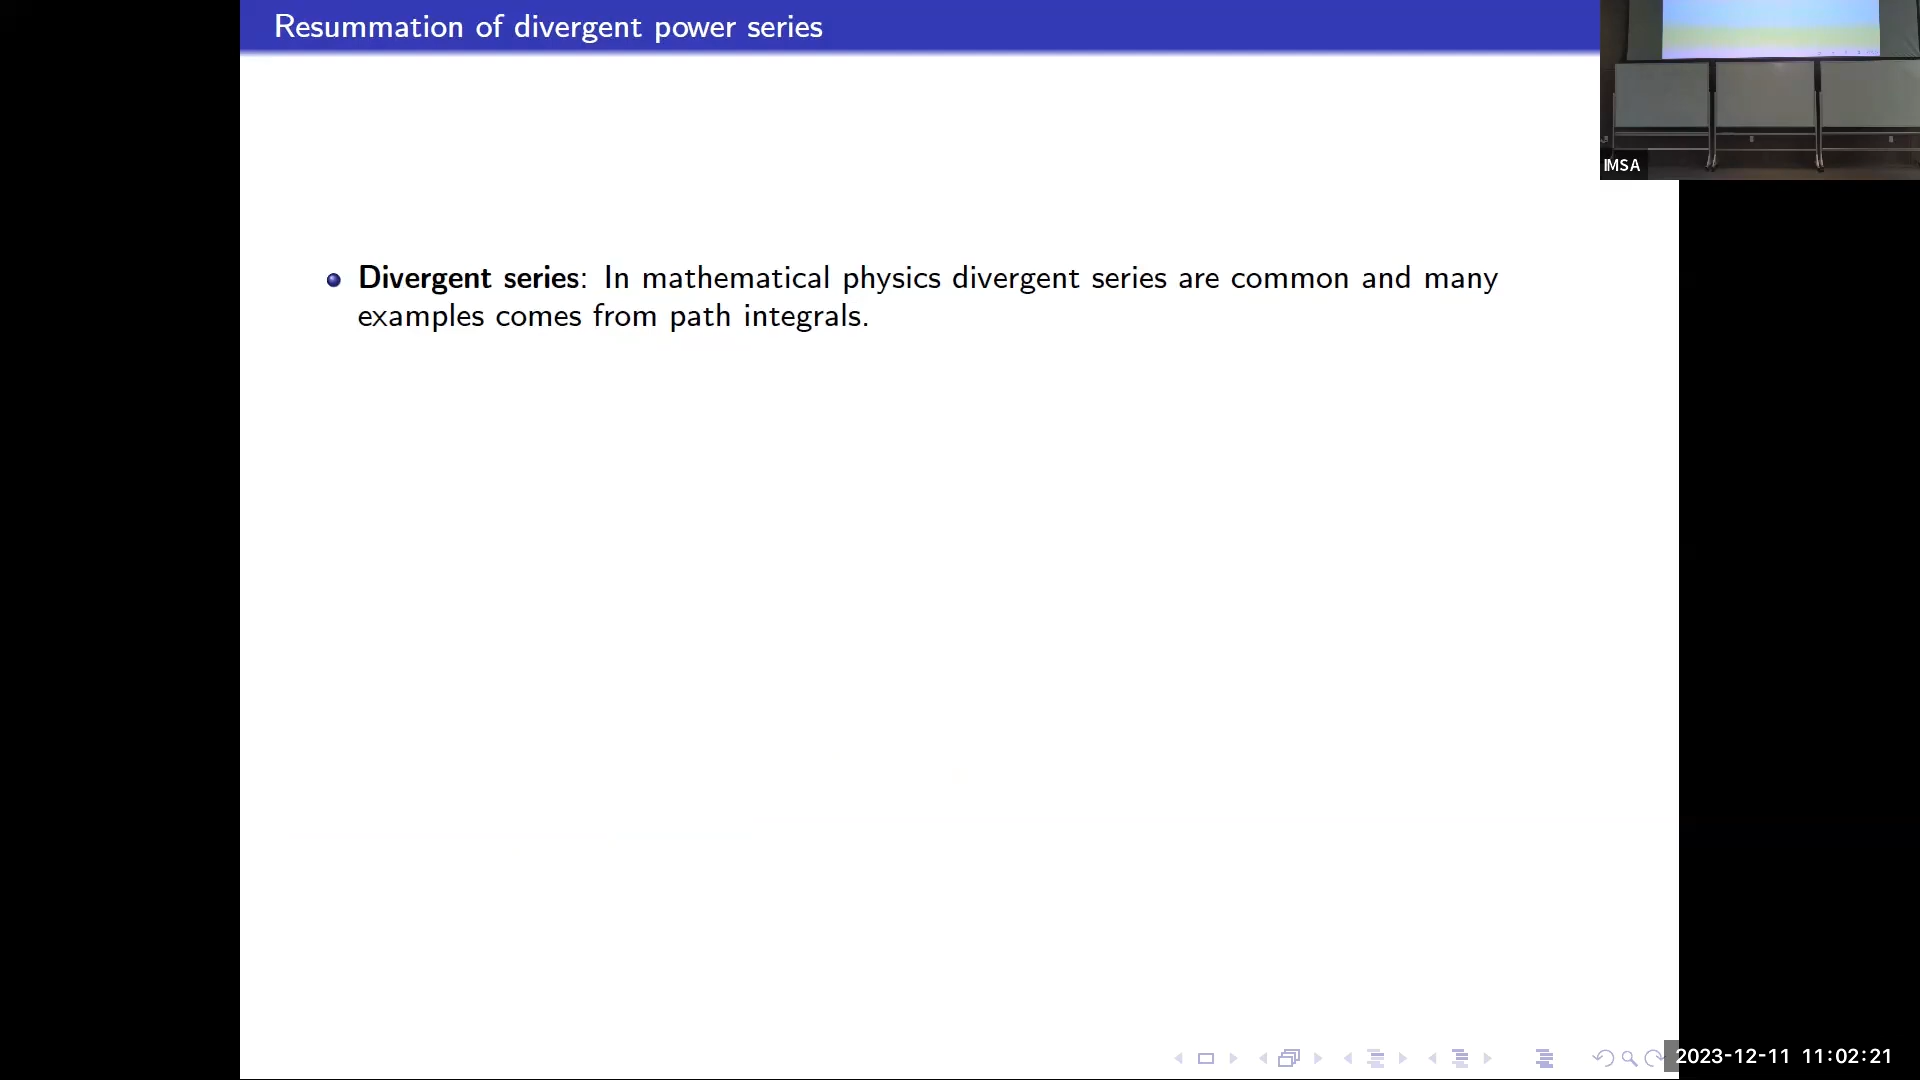 Resummation of divergent power series
IMSA
Divergent series: In mathematical physics divergent series are common and many
examples comes from path integrals.
2023-12-11 11:02:21